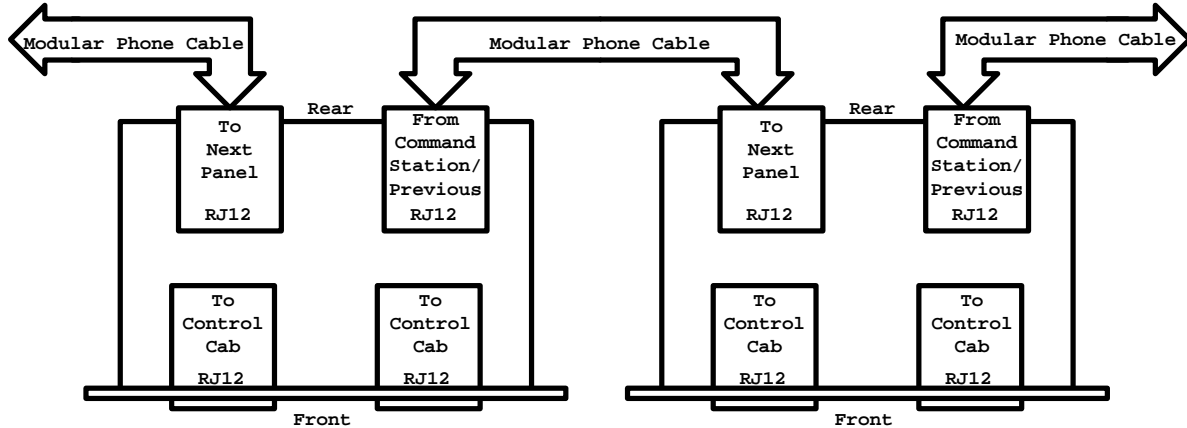 Modular Phone Cable
Modular Phone Cable
Modular Phone Cable
Rear
To
Next
Panel
RJ12
From
Command
Station/
Previous
RJ12
To
Control
Cab
RJ12
To
Control
Cab
RJ12
Front
Rear
To
Next
Panel
RJ12
From
Command
Station/
Previous
RJ12
To
Control
Cab
RJ12
To
Control
Cab
RJ12
Front